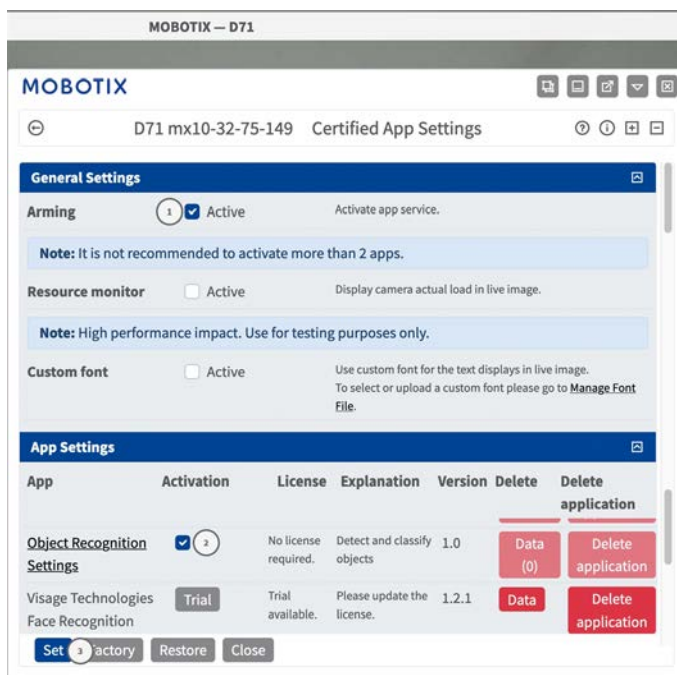 MOBOTIX — D71
MOBOTIX
D71 mx10-32-75-149 Certified App Settings
General Settings
Arming 1 Active Activate app service.
Note: It is not recommended to activate more than 2 apps.
Resource monitor Active Display camera actual load in live image.
Note: High performance impact. Use for testing purposes only.
Custom font Active Use custom font for the text displays in live image.
To select or upload a custom font please go to Manage Font
File.
App Settings
App Activation License Explanation Version Delete Delete
application
Object Recognition 2 No license Detect and classify 1.0 Data Delete
Settings required. objects (0) application
Visage Technologies Trial Trial Please update the 1.2.1 Data Delete
Face Recognition available. license. application
Set 3 actory Restore Close